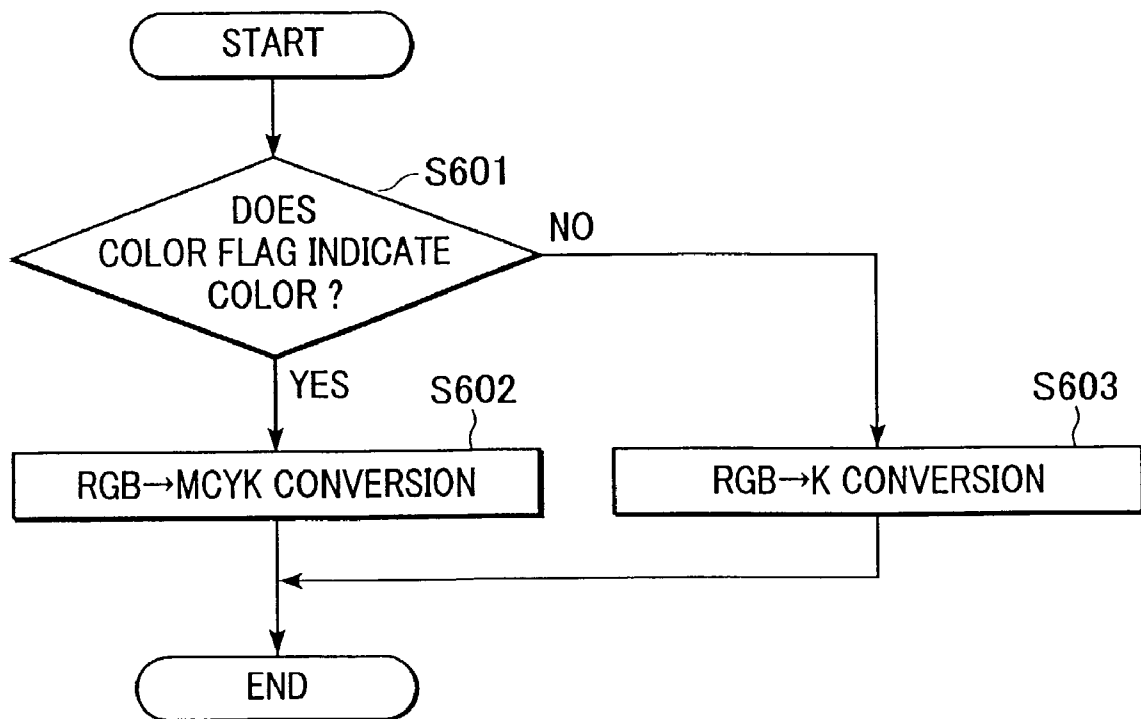 START
S601
DOES
COLOR FLAG INDICATE
COLOR ?
NO
YES
S602
RGB→MCYK CONVERSION
S603
RGB→K CONVERSION
END